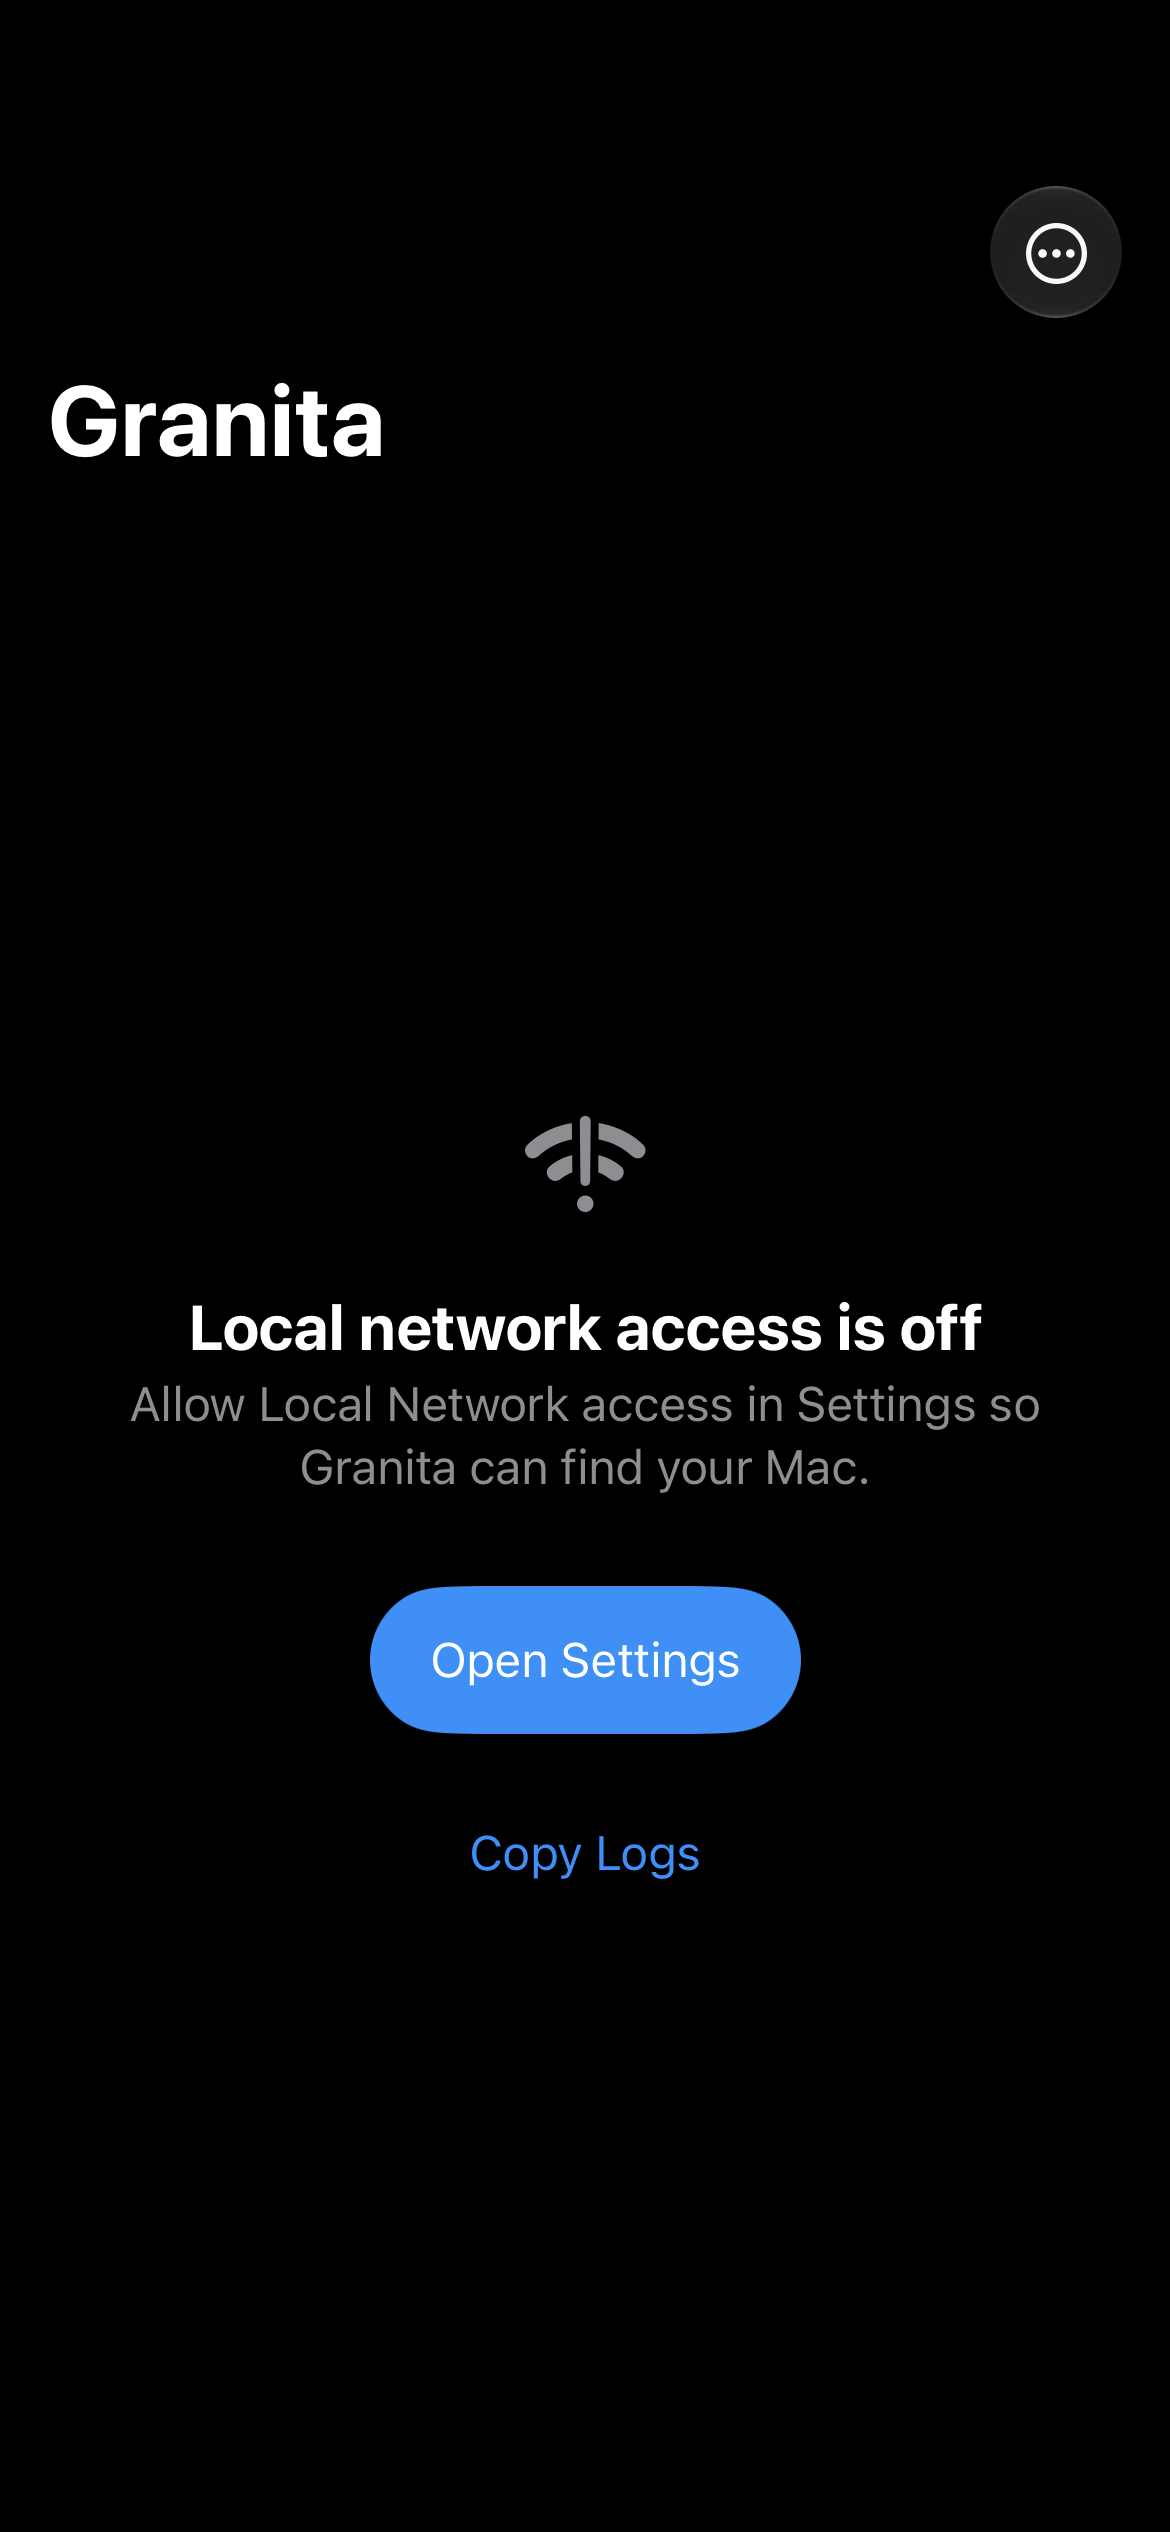 Granita
Local network access is off
Allow Local Network access in Settings so
Granita can find your Mac.
Open Settings
Copy Logs